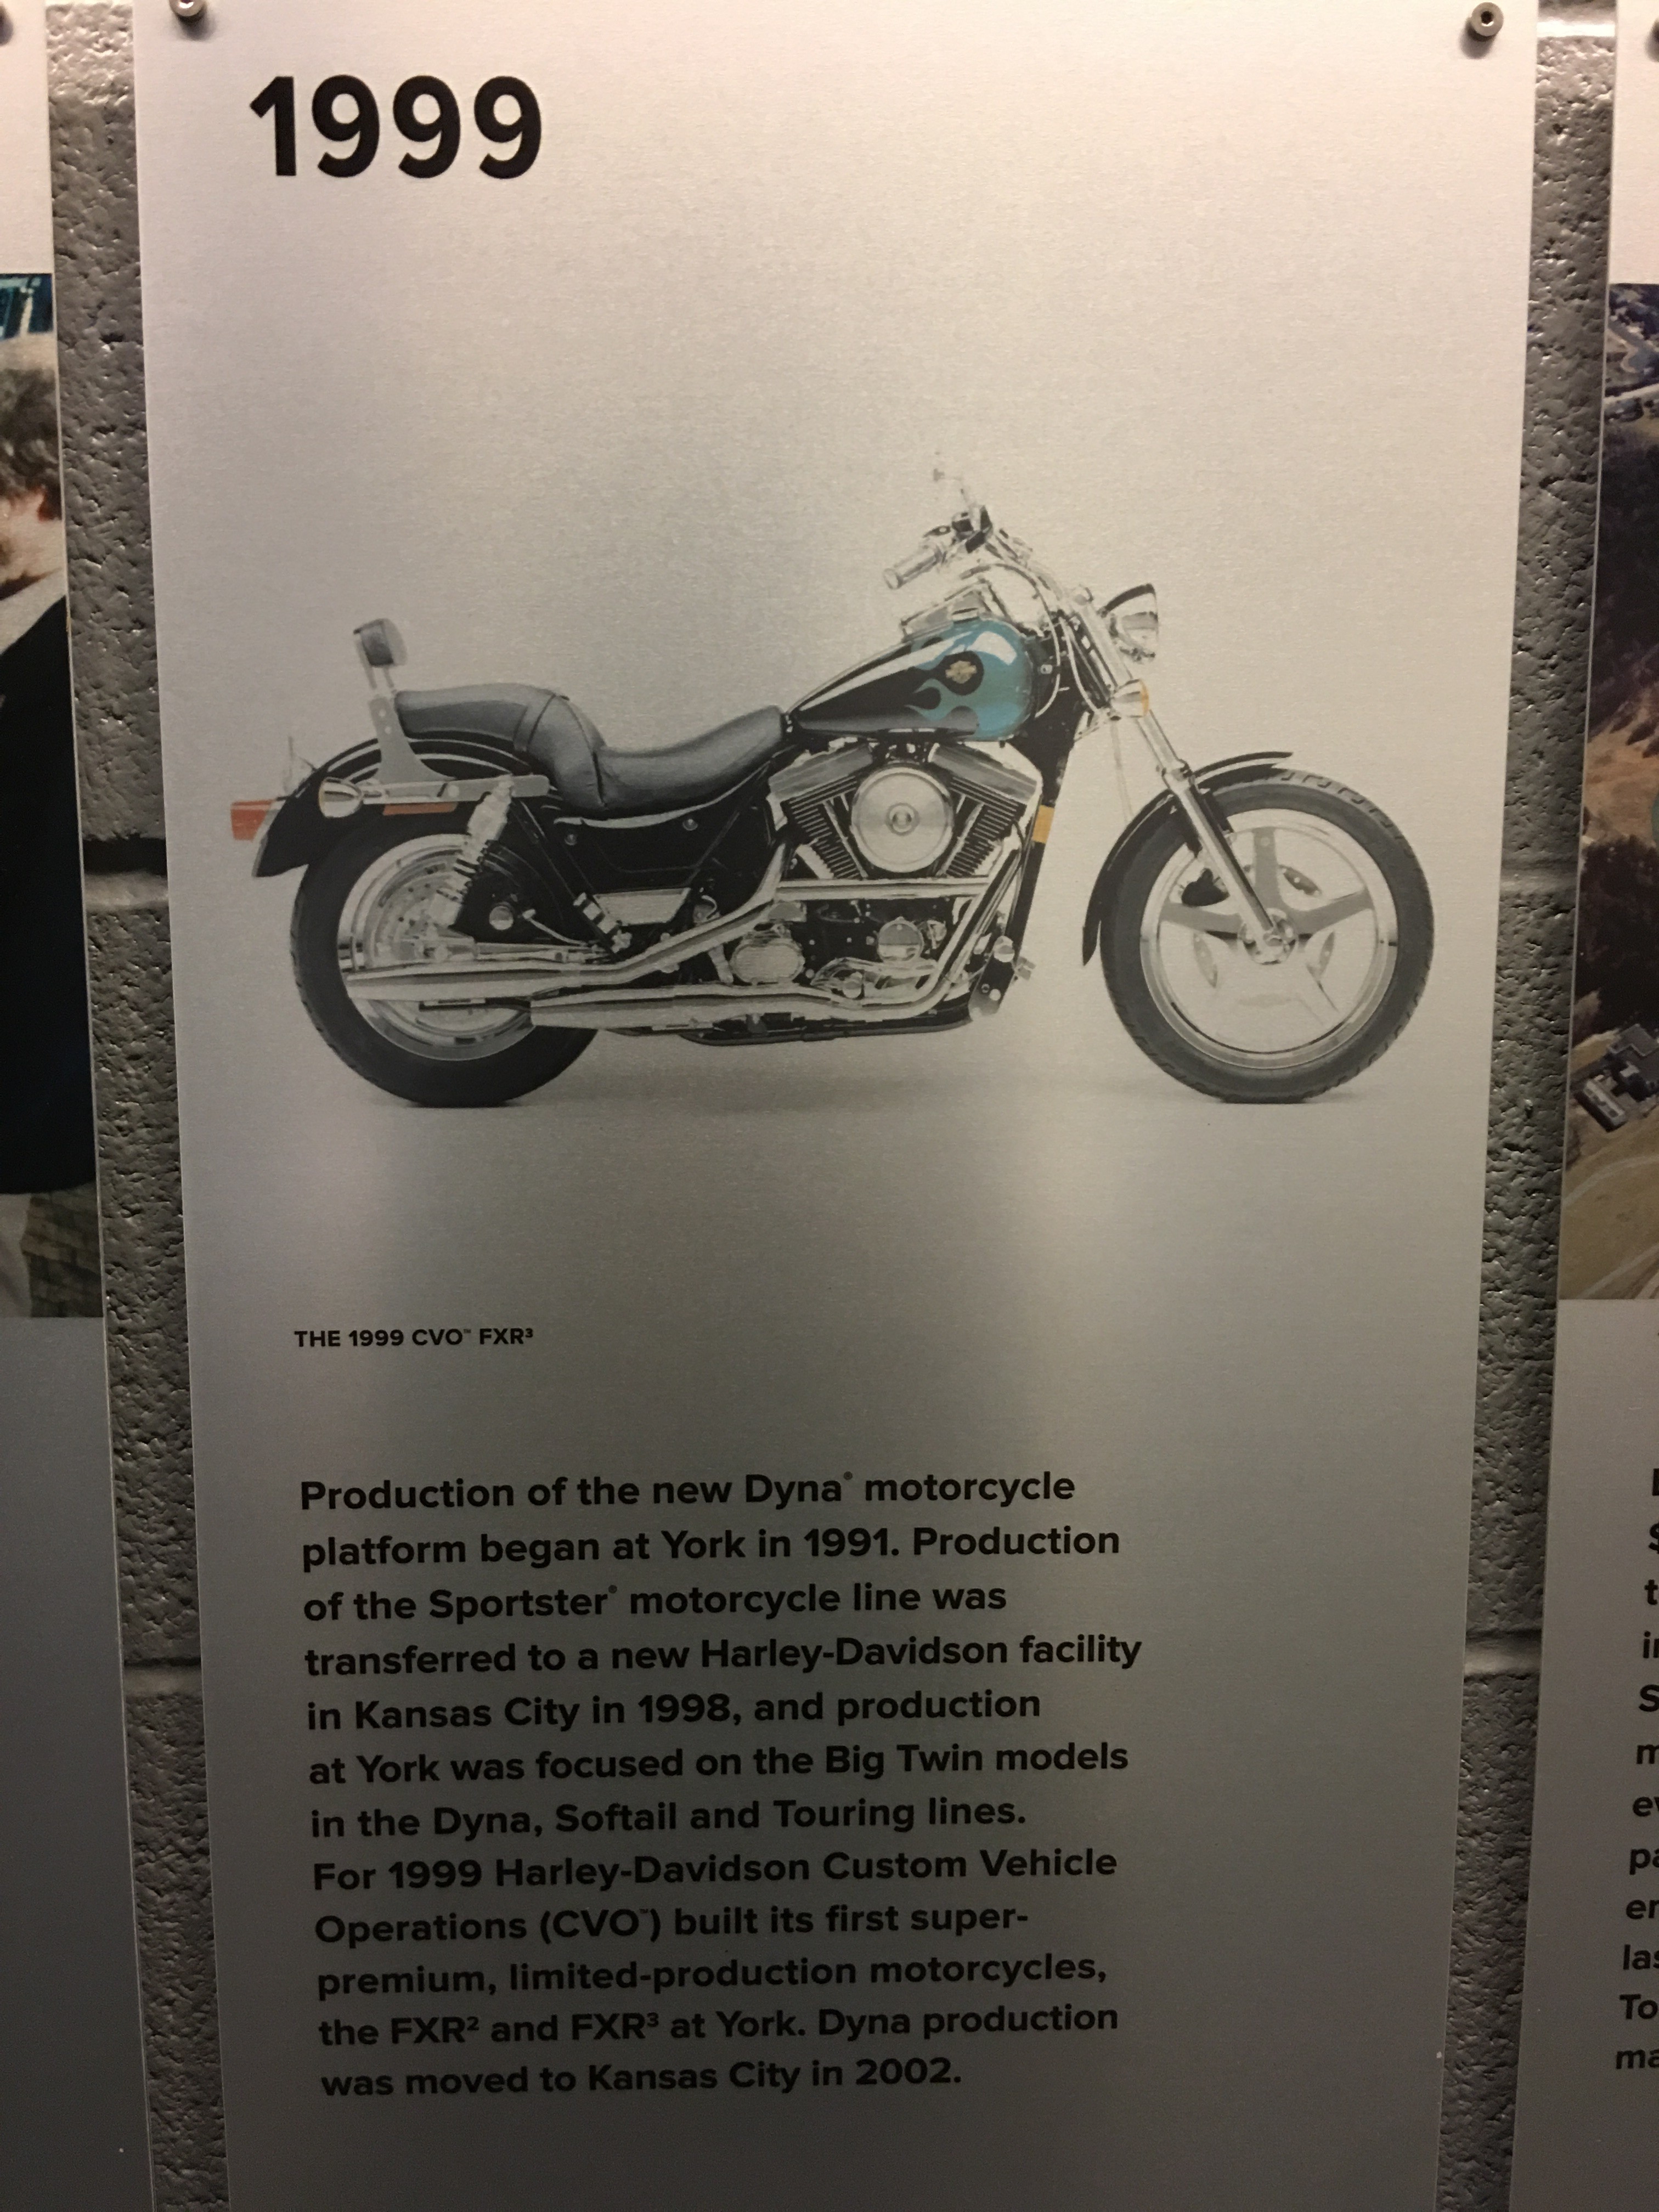 1999
THE 1999 CVO™ FXR³
Production of the new Dyna® motorcycle
platform began at York in 1991. Production
of the Sportster® motorcycle line was
transferred to a new Harley-Davidson facility
in Kansas City in 1998, and production
at York was focused on the Big Twin models
in the Dyna, Softail and Touring lines.
For 1999 Harley-Davidson Custom Vehicle
Operations (CVO™) built its first super-
premium, limited-production motorcycles,
the FXR² and FXR³ at York. Dyna production
was moved to Kansas City in 2002.
To